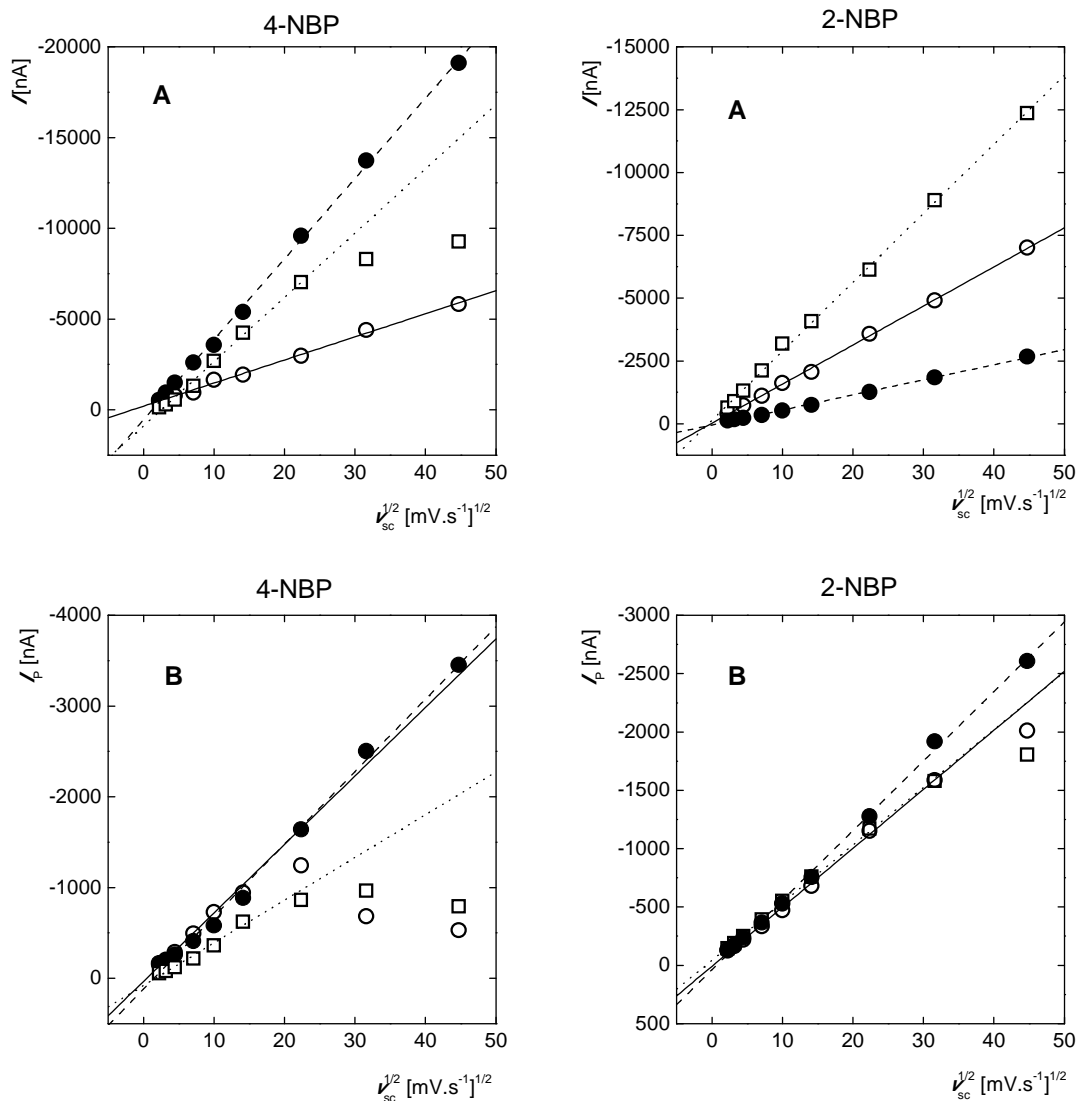 4-NBP
-20000
-15000
-10000
-5000
0
I [nA]
A
0 10 20 30 40 50
ν_sc^1/2 [mV.s^-1]^1/2
2-NBP
-15000
-12500
-10000
-7500
-5000
-2500
0
I [nA]
A
0 10 20 30 40 50
ν_sc^1/2 [mV.s^-1]^1/2
4-NBP
-4000
-3000
-2000
-1000
0
I_P [nA]
B
0 10 20 30 40 50
ν_sc^1/2 [mV.s^-1]^1/2
2-NBP
-3000
-2500
-2000
-1500
-1000
-500
0
500
I_P [nA]
B
0 10 20 30 40 50
ν_sc^1/2 [mV.s^-1]^1/2